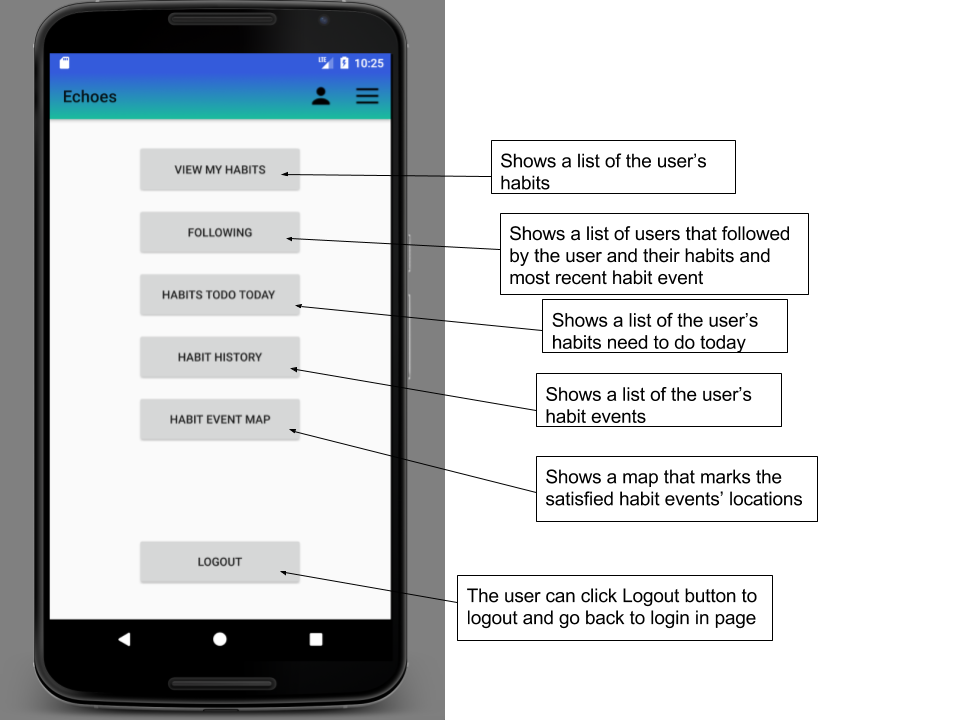 LTE 10:25
Echoes
VIEW MY HABITS
FOLLOWING
HABITS TODO TODAY
HABIT HISTORY
HABIT EVENT MAP
LOGOUT
Shows a list of the user’s
habits
Shows a list of users that followed
by the user and their habits and
most recent habit event
Shows a list of the user’s
habits need to do today
Shows a list of the user’s
habit events
Shows a map that marks the
satisfied habit events’ locations
The user can click Logout button to
logout and go back to login in page